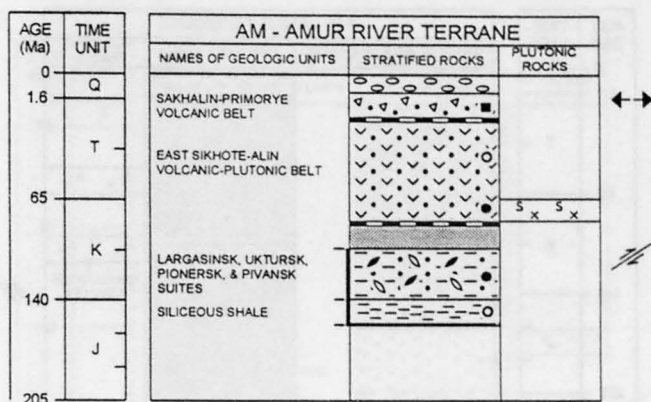 AGE TIME
(Ma) UNIT
AM - AMUR RIVER TERRANE
NAMES OF GEOLOGIC UNITS STRATIFIED ROCKS PLUTONIC
ROCKS
0
Q
1.6
SAKHALIN-PRIMORYE
VOLCANIC BELT
T
EAST SIKHOTE-ALIN
VOLCANIC-PLUTONIC BELT
65
S S
x x
K
LARGASINSK, UKTURSK,
PIONERSK, & PIVANSK
SUITES
140
SILICEOUS SHALE
J
205